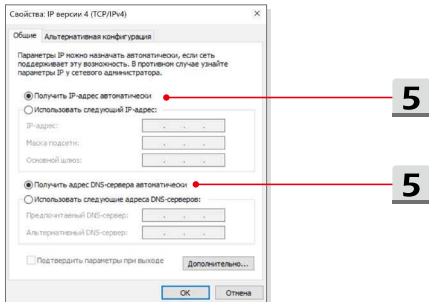 Свойства: IP версии 4 (TCP/IPv4)
Общие
Альтернативная конфигурация
Параметры IP можно назначать автоматически, если сеть
поддерживает эту возможность. В противном случае узнайте
параметры IP у сетевого администратора.
Получить IP-адрес автоматически
5
Использовать следующий IP-адрес:
IP-адрес:
Маска подсети:
Основной шлюз:
Получить адрес DNS-сервера автоматически
5
Использовать следующие адреса DNS-серверов:
Предпочитаемый DNS-сервер:
Альтернативный DNS-сервер:
Подтвердить параметры при выходе
Дополнительно...
ОК
Отмена